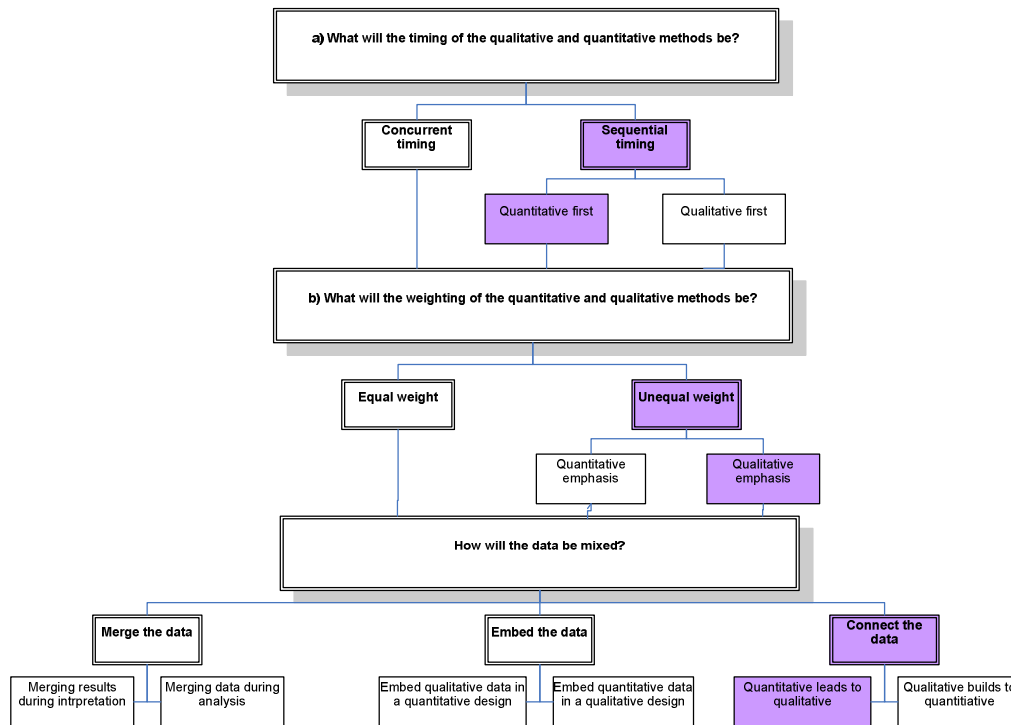 a) What will the timing of the qualitative and quantitative methods be?
Concurrent
timing
Sequential
timing
Quantitative first
Qualitative first
b) What will the weighting of the quantitative and qualitative methods be?
Equal weight
Unequal weight
Quantitative
emphasis
Qualitative
emphasis
How will the data be mixed?
Merge the data
Embed the data
Connect the
data
Merging results
during intrpretation
Merging data during
analysis
Embed qualitative data in
a quantitative design
Embed quantitative data
in a qualitative design
Quantitative leads to
qualitative
Qualitative builds to
quantitiative